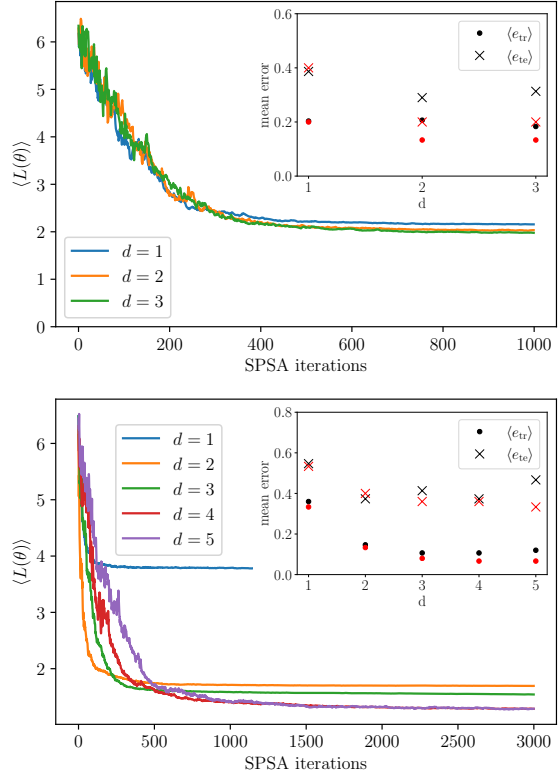 6
5
4
3
2
1
0
⟨L(θ)⟩
d = 1
d = 2
d = 3
0 200 400 600 800 1000
SPSA iterations
0.6
0.4
0.2
0.0
mean error
⟨e_tr⟩
⟨e_te⟩
1 2 3
d
6
4
2
⟨L(θ)⟩
d = 1
d = 2
d = 3
d = 4
d = 5
0 500 1000 1500 2000 2500 3000
SPSA iterations
0.8
0.6
0.4
0.2
0.0
mean error
⟨e_tr⟩
⟨e_te⟩
1 2 3 4 5
d